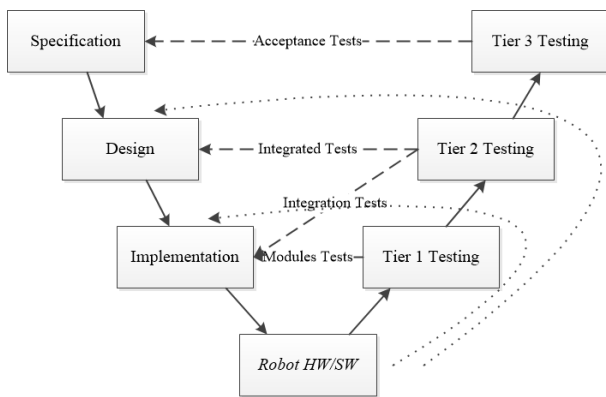 Specification
Acceptance Tests
Tier 3 Testing
Design
Integrated Tests
Tier 2 Testing
Integration Tests
Implementation
Modules Tests
Tier 1 Testing
Robot HW/SW